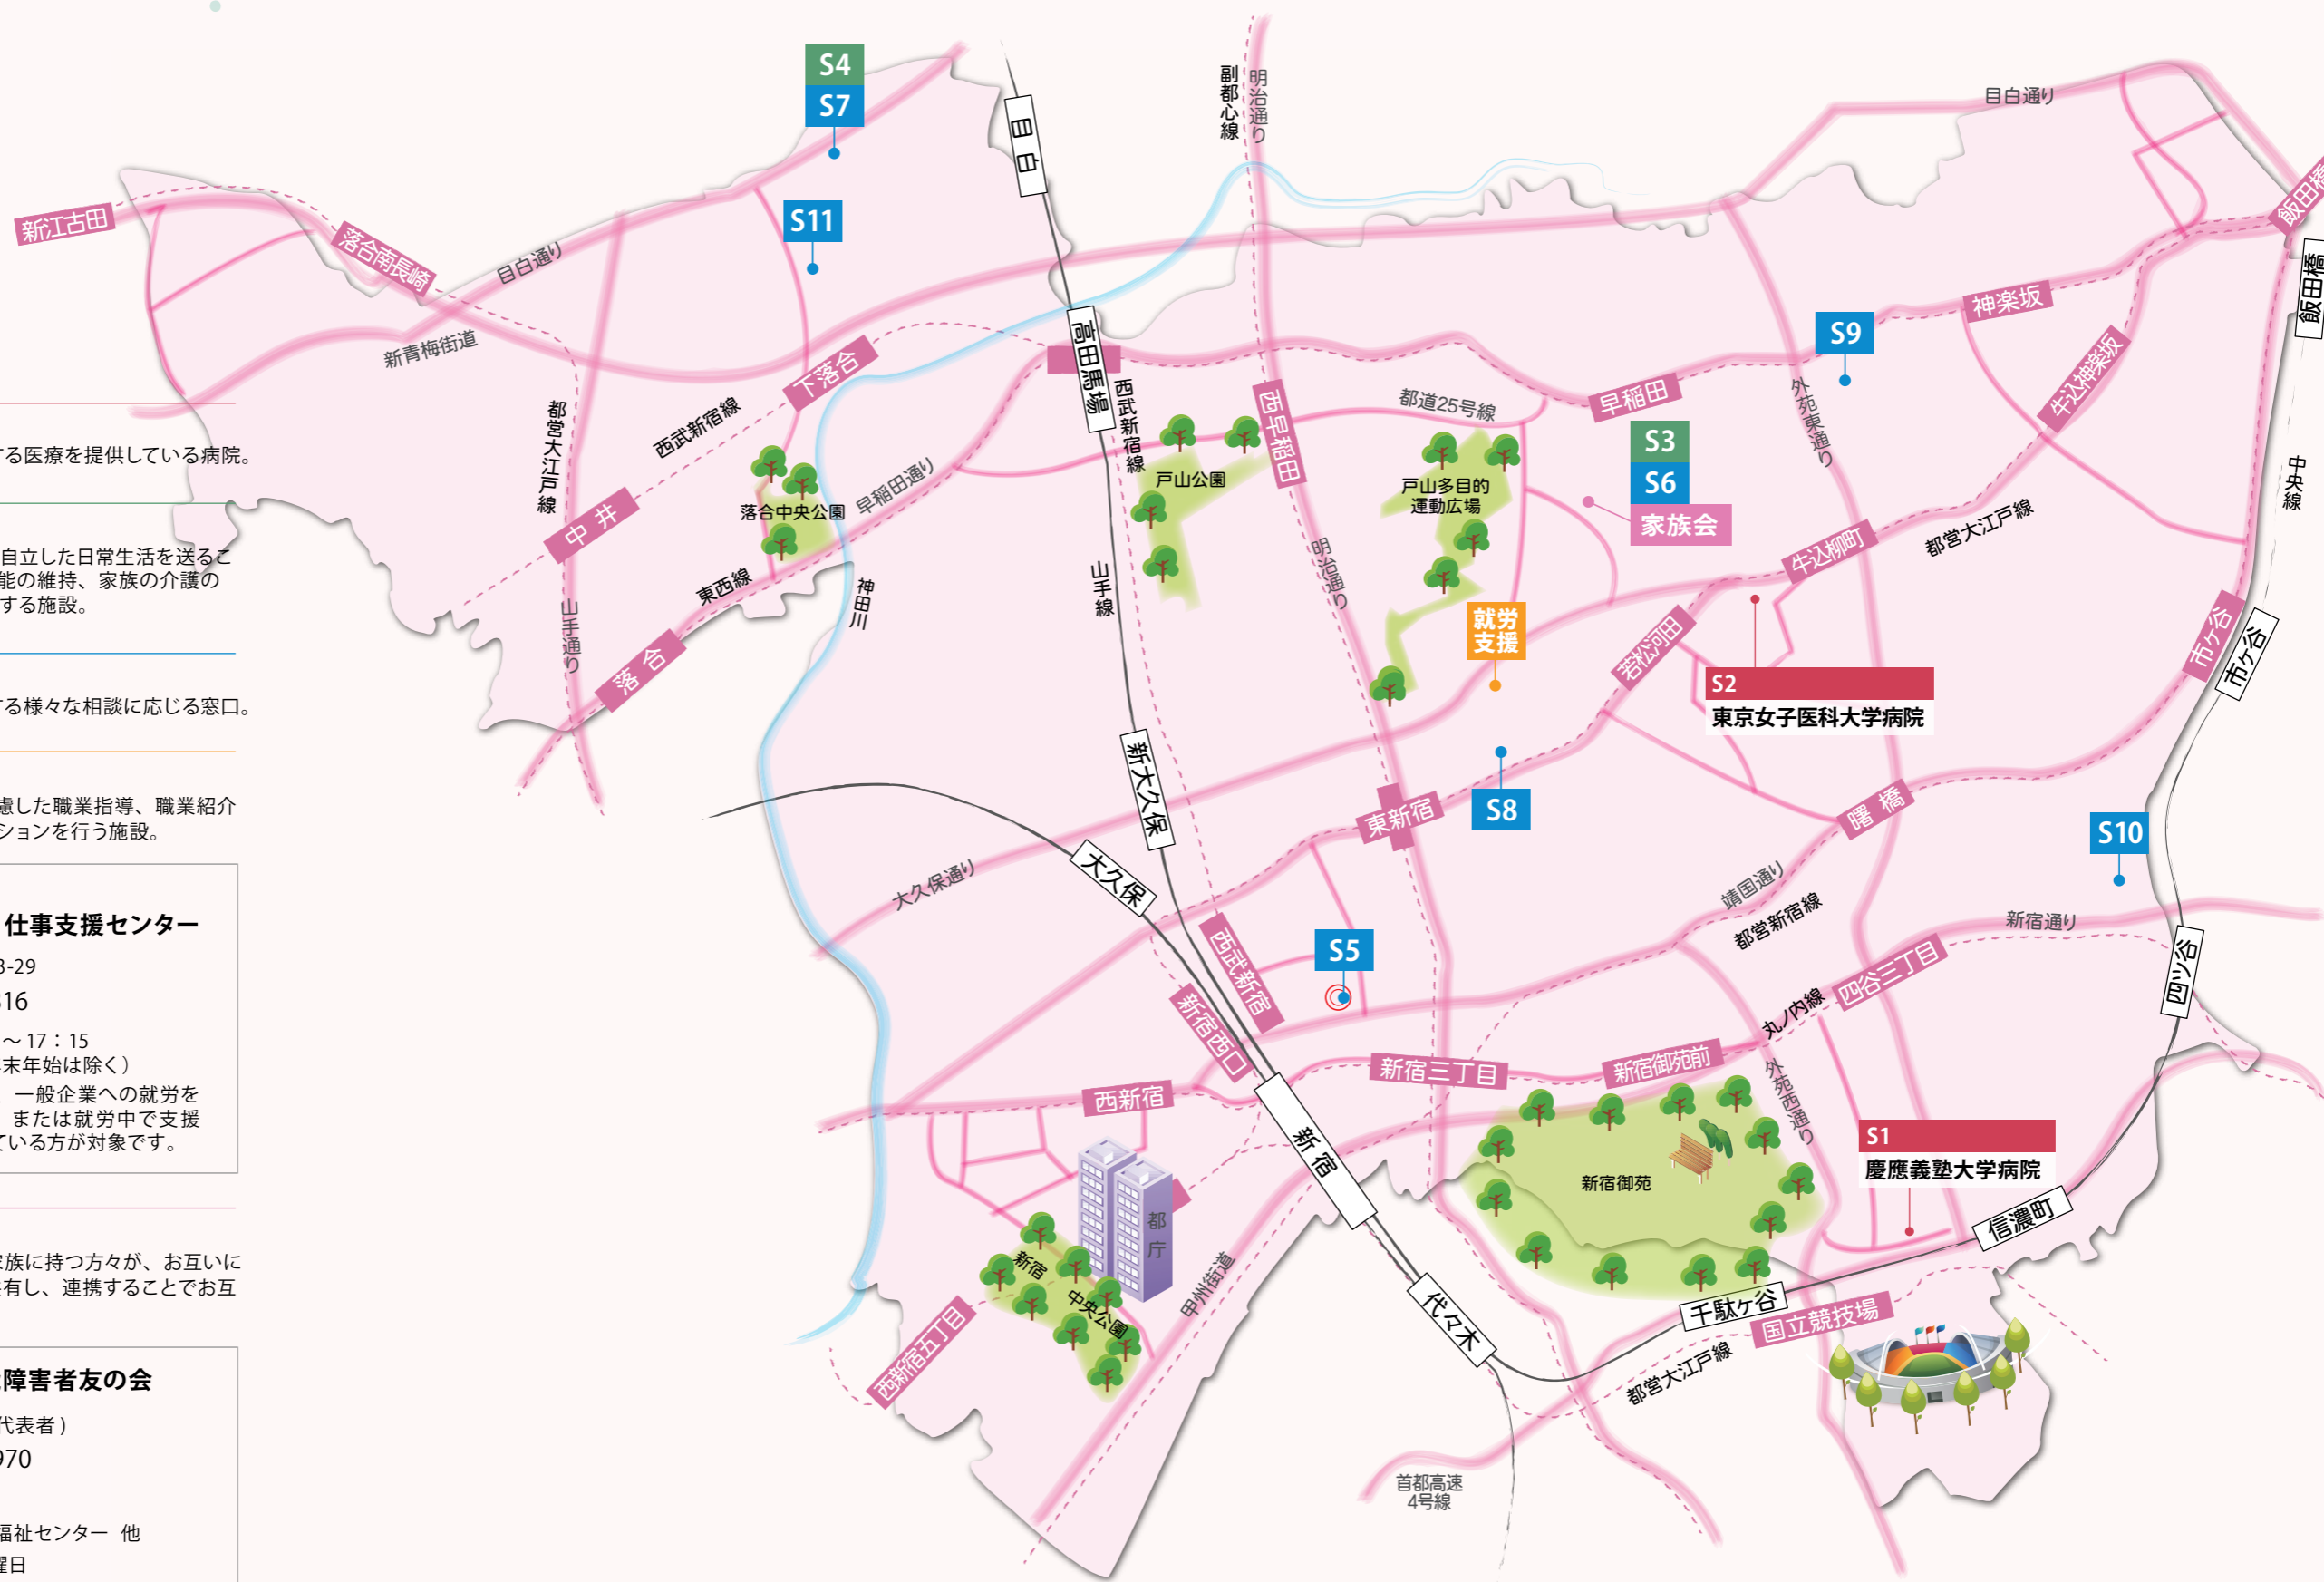 する医療を提供している病院。
自立した日常生活を送るこ
能の維持、家族の介護の
する施設。
する様々な相談に応じる窓口。
慮した職業指導、職業紹介
ションを行う施設。
仕事支援センター
3-29
316
～17：15
年末年始は除く）
、一般企業への就労を
、または就労中で支援
ている方が対象です。
家族に持つ方々が、お互いに
共有し、連携することでお互
障害者友の会
代表者)
970
福祉センター 他
曜日
S4
S7
S11
目白
副都心線
明治通り
目白通り
新江古田
落合南長崎
目白通り
新青梅街道
飯田橋
飯田橋
神楽坂
S9
牛込神楽坂
外苑東通り
中央線
都営大江戸線
西武新宿線
下落合
高田馬場
西武新宿線
西早稲田
都道25号線
早稲田
S3
S6
家族会
戸山公園
戸山多目的
運動広場
落合中央公園
早稲田通り
中井
東西線
神田川
山手線
明治通り
牛込柳町
都営大江戸線
山手通り
落合
就労
支援
若松河田
S2
東京女子医科大学病院
市ヶ谷
市ヶ谷
新大久保
S8
東新宿
曙橋
S10
大久保
大久保通り
靖国通り
都営新宿線
新宿通り
西武新宿
S5
四谷三丁目
四ツ谷
丸ノ内線
新宿西口
新宿三丁目
新宿御苑前
西新宿
外苑西通り
S1
慶應義塾大学病院
新宿
新宿御苑
都庁
信濃町
新宿
中央公園
甲州街道
西新宿五丁目
代々木
千駄ヶ谷
国立競技場
都営大江戸線
首都高速
4号線